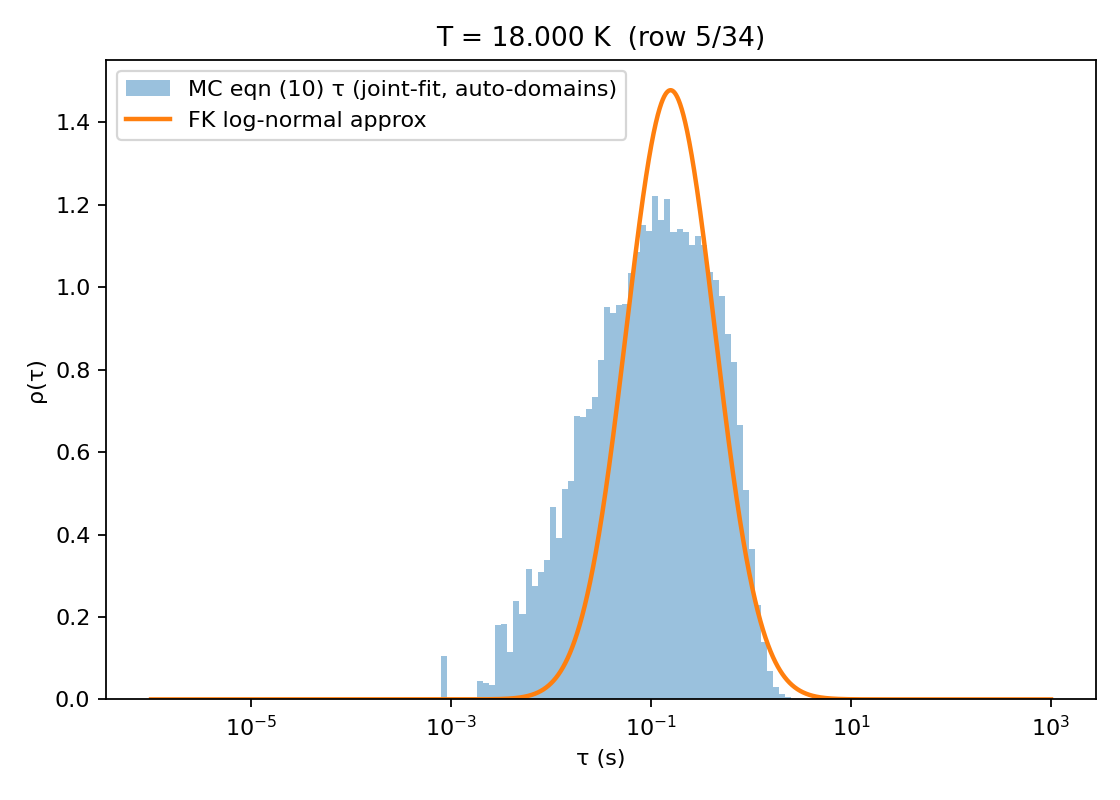 T = 18.000 K (row 5/34)
MC eqn (10) τ (joint-fit, auto-domains)
FK log-normal approx
ρ(τ)
1.4
1.2
1.0
0.8
0.6
0.4
0.2
0.0
10⁻⁵ 10⁻³ 10⁻¹ 10¹ 10³
τ (s)